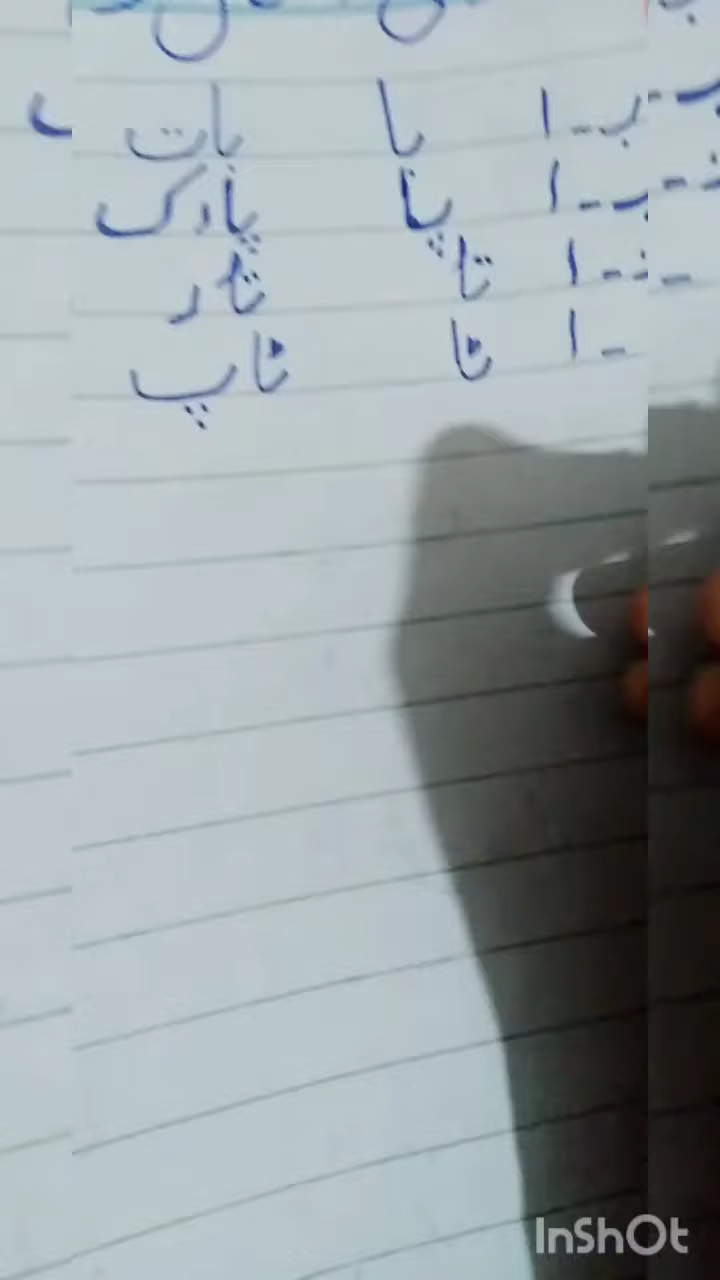 ب - ا با بات
پ - ا پا پارک
ت - ا تا تار
- ا ٹا ٹاپ
InShOt